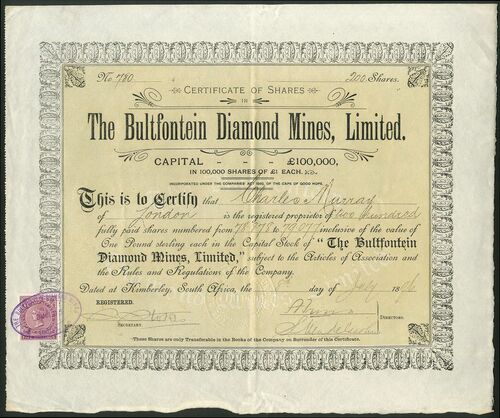 No 780 200 Shares.
CERTIFICATE OF SHARES
IN
The Bultfontein Diamond Mines, Limited.
CAPITAL - - - £100,000,
IN 100,000 SHARES OF £1 EACH.
INCORPORATED UNDER THE COMPANIES' ACT 1892, OF THE CAPE OF GOOD HOPE.
This is to Certify that Charles Murray
of London is the registered proprietor of two hundred
fully paid shares numbered from 78878 to 79077 inclusive of the value of
One Pound sterling each in the Capital Stock of "The Bultfontein
Diamond Mines, Limited," subject to the Articles of Association and
the Rules and Regulations of the Company.
Dated at Kimberley, South Africa, the day of July 1896
REGISTERED.
SECRETARY.
DIRECTORS.
These Shares are only Transferable in the Books of the Company on Surrender of this Certificate.